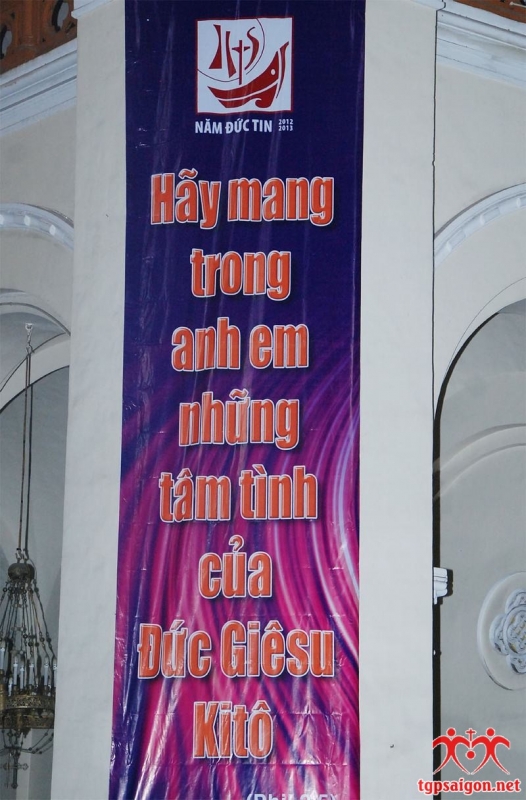 NĂM ĐỨC TIN 2012 2013
Hãy mang
trong
anh em
những
tâm tình
của
Đức Giêsu
Kitô
tgpsaigon.net